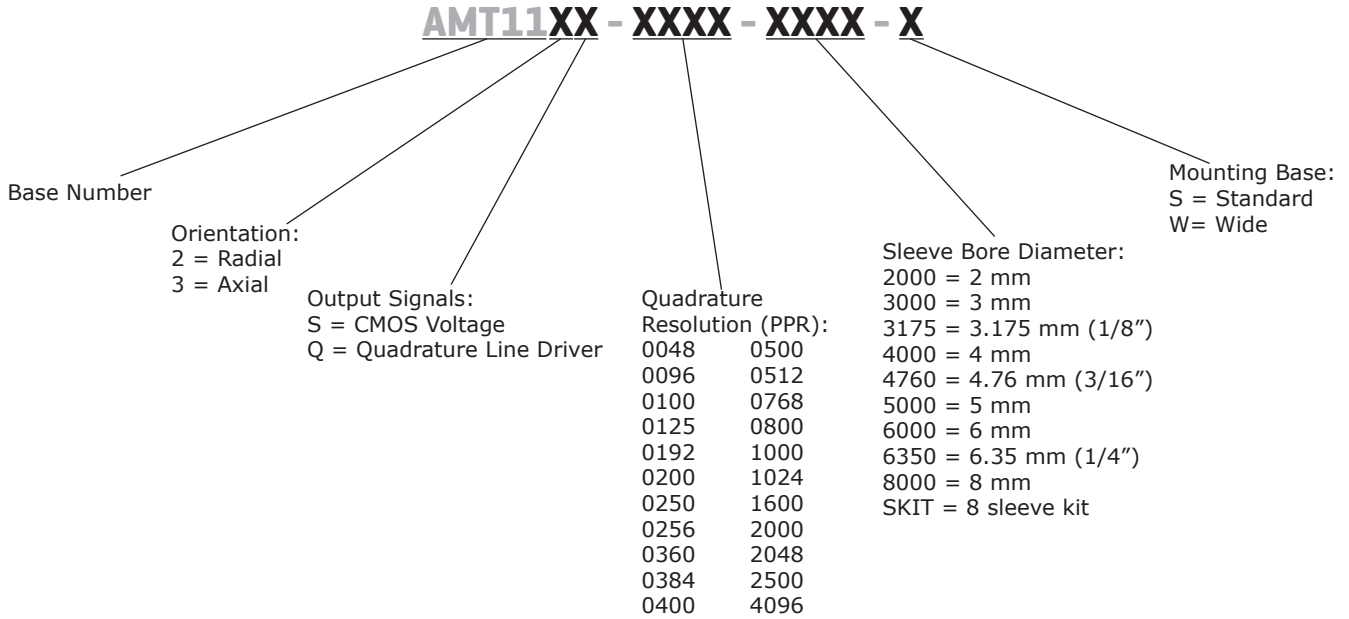 AMT11XX - XXXX - XXXX - X
Base Number
Orientation:
2 = Radial
3 = Axial
Output Signals:
S = CMOS Voltage
Q = Quadrature Line Driver
Quadrature
Resolution (PPR):
0048 0500
0096 0512
0100 0768
0125 0800
0192 1000
0200 1024
0250 1600
0256 2000
0360 2048
0384 2500
0400 4096
Sleeve Bore Diameter:
2000 = 2 mm
3000 = 3 mm
3175 = 3.175 mm (1/8”)
4000 = 4 mm
4760 = 4.76 mm (3/16”)
5000 = 5 mm
6000 = 6 mm
6350 = 6.35 mm (1/4”)
8000 = 8 mm
SKIT = 8 sleeve kit
Mounting Base:
S = Standard
W= Wide